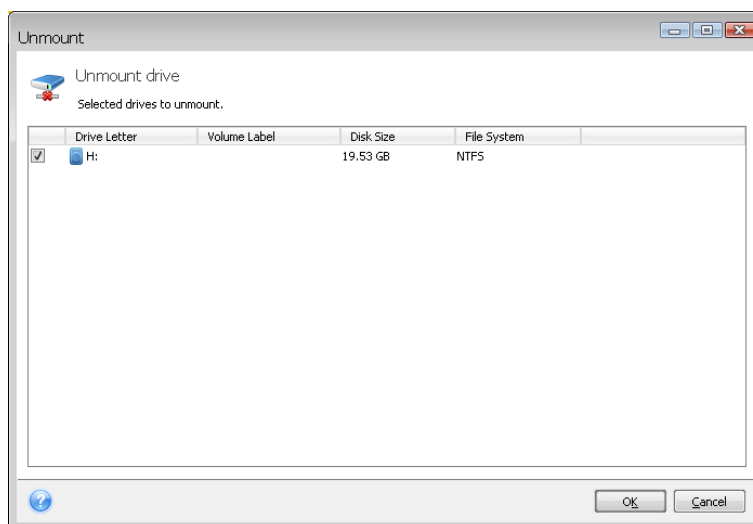 Unmount
Unmount drive
Selected drives to unmount.
Drive Letter Volume Label Disk Size File System
H: 19.53 GB NTFS
?
OK Cancel